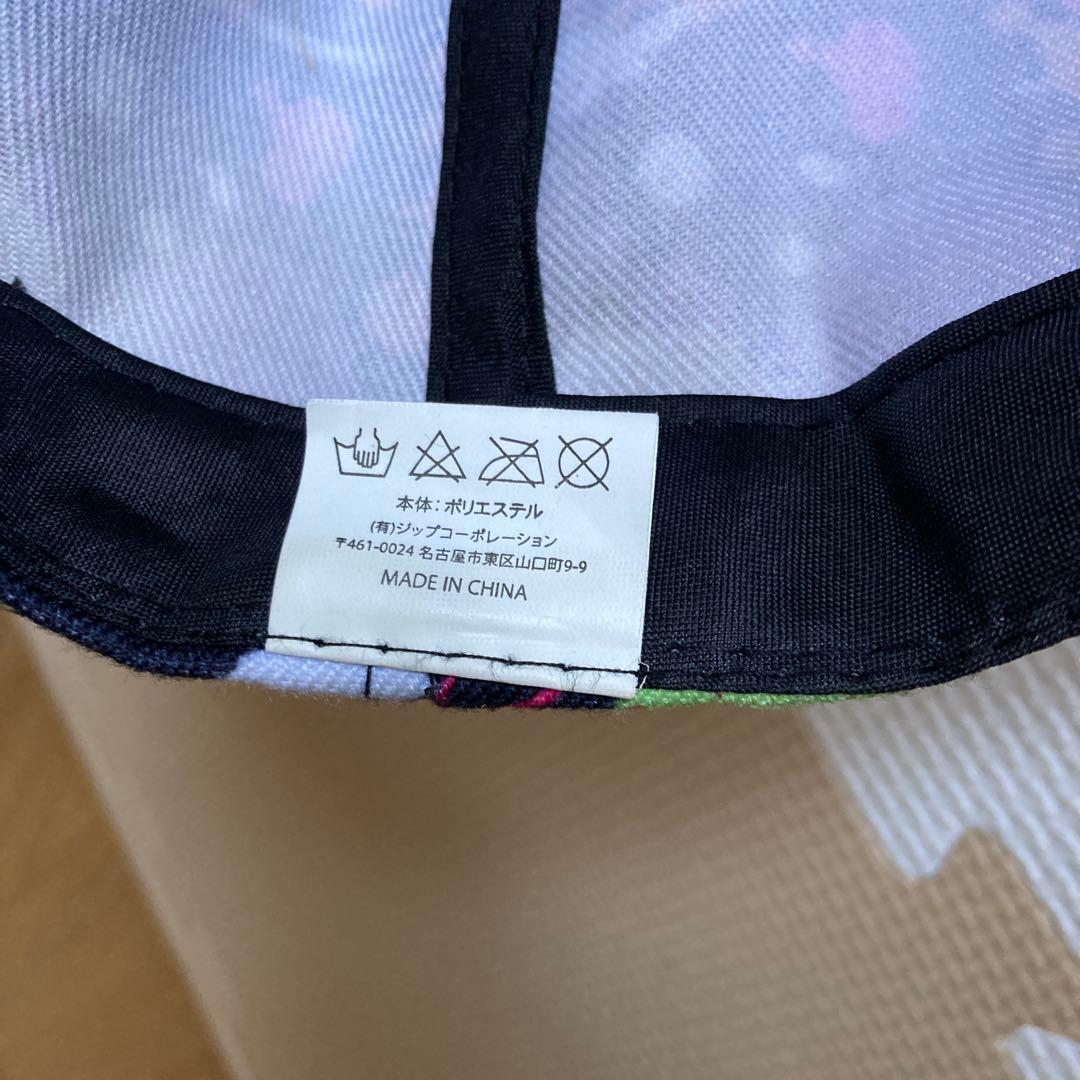 本体: ポリエステル
(有)ジップコーポレーション
〒461-0024 名古屋市東区山口町9-9
MADE IN CHINA